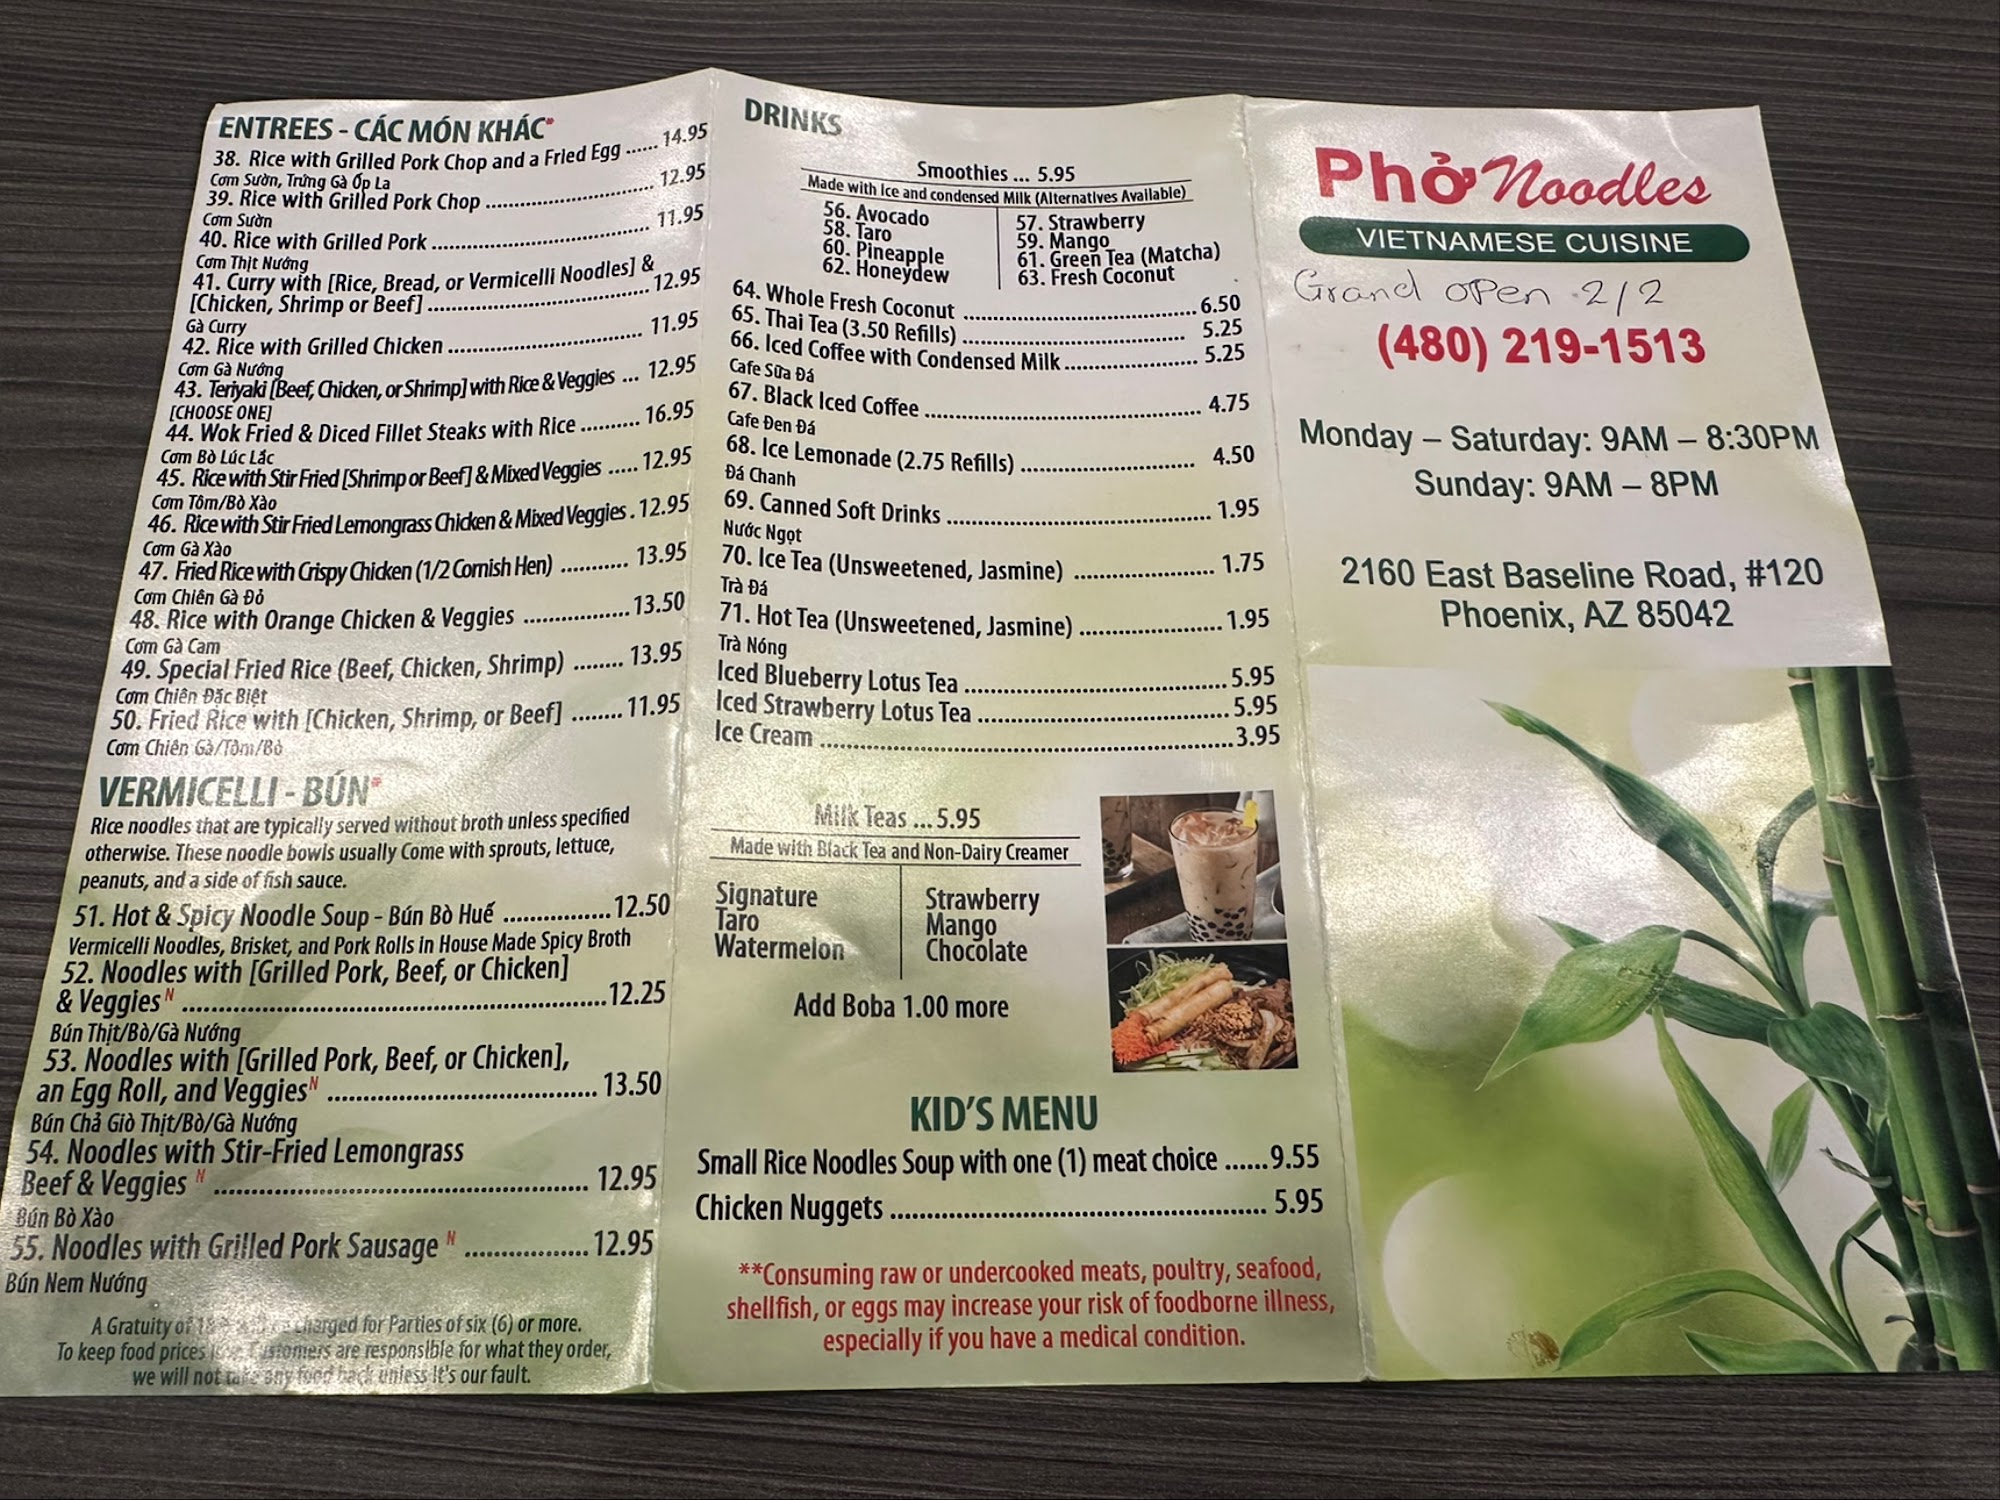 ENTREES - CÁC MÓN KHÁC*
38. Rice with Grilled Pork Chop and a Fried Egg ...... 14.95
Cơm Sườn, Trứng Gà Ốp La
39. Rice with Grilled Pork Chop ........................ 12.95
Cơm Sườn
40. Rice with Grilled Pork ................................ 11.95
Cơm Thịt Nướng
41. Curry with [Rice, Bread, or Vermicelli Noodles] &
[Chicken, Shrimp or Beef] ................................ 12.95
Gà Curry
42. Rice with Grilled Chicken ............................ 11.95
Cơm Gà Nướng
43. Teriyaki [Beef, Chicken, or Shrimp] with Rice & Veggies ... 12.95
[CHOOSE ONE]
44. Wok Fried & Diced Fillet Steaks with Rice .......... 16.95
Cơm Bò Lúc Lắc
45. Rice with Stir Fried [Shrimp or Beef] & Mixed Veggies ..... 12.95
Cơm Tôm/Bò Xào
46. Rice with Stir Fried Lemongrass Chicken & Mixed Veggies . 12.95
Cơm Gà Xào
47. Fried Rice with Crispy Chicken (1/2 Cornish Hen) ........... 13.95
Cơm Chiên Gà Đỏ
48. Rice with Orange Chicken & Veggies ................ 13.50
Cơm Gà Cam
49. Special Fried Rice (Beef, Chicken, Shrimp) ........ 13.95
Cơm Chiên Đặc Biệt
50. Fried Rice with [Chicken, Shrimp, or Beef] ........ 11.95
Cơm Chiên Gà/Tôm/Bò
VERMICELLI - BÚN*
Rice noodles that are typically served without broth unless specified
otherwise. These noodle bowls usually Come with sprouts, lettuce,
peanuts, and a side of fish sauce.
51. Hot & Spicy Noodle Soup - Bún Bò Huế ................ 12.50
Vermicelli Noodles, Brisket, and Pork Rolls in House Made Spicy Broth
52. Noodles with [Grilled Pork, Beef, or Chicken]
& Veggies N ............................................................ 12.25
Bún Thịt/Bò/Gà Nướng
53. Noodles with [Grilled Pork, Beef, or Chicken],
an Egg Roll, and Veggies N ...................................... 13.50
Bún Chả Giò Thịt/Bò/Gà Nướng
54. Noodles with Stir-Fried Lemongrass
Beef & Veggies N ..................................................... 12.95
Bún Bò Xào
55. Noodles with Grilled Pork Sausage N .................. 12.95
Bún Nem Nướng
A Gratuity of charged for Parties of six (6) or more.
To keep food prices Customers are responsible for what they order,
we will not take any food back unless it's our fault.
DRINKS
Smoothies ... 5.95
Made with Ice and condensed Milk (Alternatives Available)
56. Avocado
58. Taro
60. Pineapple
62. Honeydew
57. Strawberry
59. Mango
61. Green Tea (Matcha)
63. Fresh Coconut
64. Whole Fresh Coconut ..................................... 6.50
65. Thai Tea (3.50 Refills) ................................... 5.25
66. Iced Coffee with Condensed Milk ..................... 5.25
Cafe Sữa Đá
67. Black Iced Coffee ........................................... 4.75
Cafe Đen Đá
68. Ice Lemonade (2.75 Refills) ........................... 4.50
Đá Chanh
69. Canned Soft Drinks ....................................... 1.95
Nước Ngọt
70. Ice Tea (Unsweetened, Jasmine) ..................... 1.75
Trà Đá
71. Hot Tea (Unsweetened, Jasmine) ..................... 1.95
Trà Nóng
Iced Blueberry Lotus Tea ...................................... 5.95
Iced Strawberry Lotus Tea .................................... 5.95
Ice Cream ............................................................ 3.95
Milk Teas ... 5.95
Made with Black Tea and Non-Dairy Creamer
Signature
Taro
Watermelon
Strawberry
Mango
Chocolate
Add Boba 1.00 more
KID'S MENU
Small Rice Noodles Soup with one (1) meat choice ...... 9.55
Chicken Nuggets ..................................................... 5.95
**Consuming raw or undercooked meats, poultry, seafood,
shellfish, or eggs may increase your risk of foodborne illness,
especially if you have a medical condition.
Phở Noodles
VIETNAMESE CUISINE
Grand open 2/2
(480) 219-1513
Monday – Saturday: 9AM – 8:30PM
Sunday: 9AM – 8PM
2160 East Baseline Road, #120
Phoenix, AZ 85042